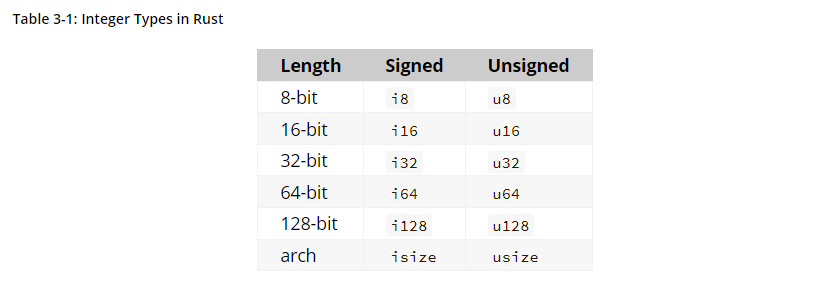 Table 3-1: Integer Types in Rust
Length Signed Unsigned
8-bit i8 u8
16-bit i16 u16
32-bit i32 u32
64-bit i64 u64
128-bit i128 u128
arch isize usize